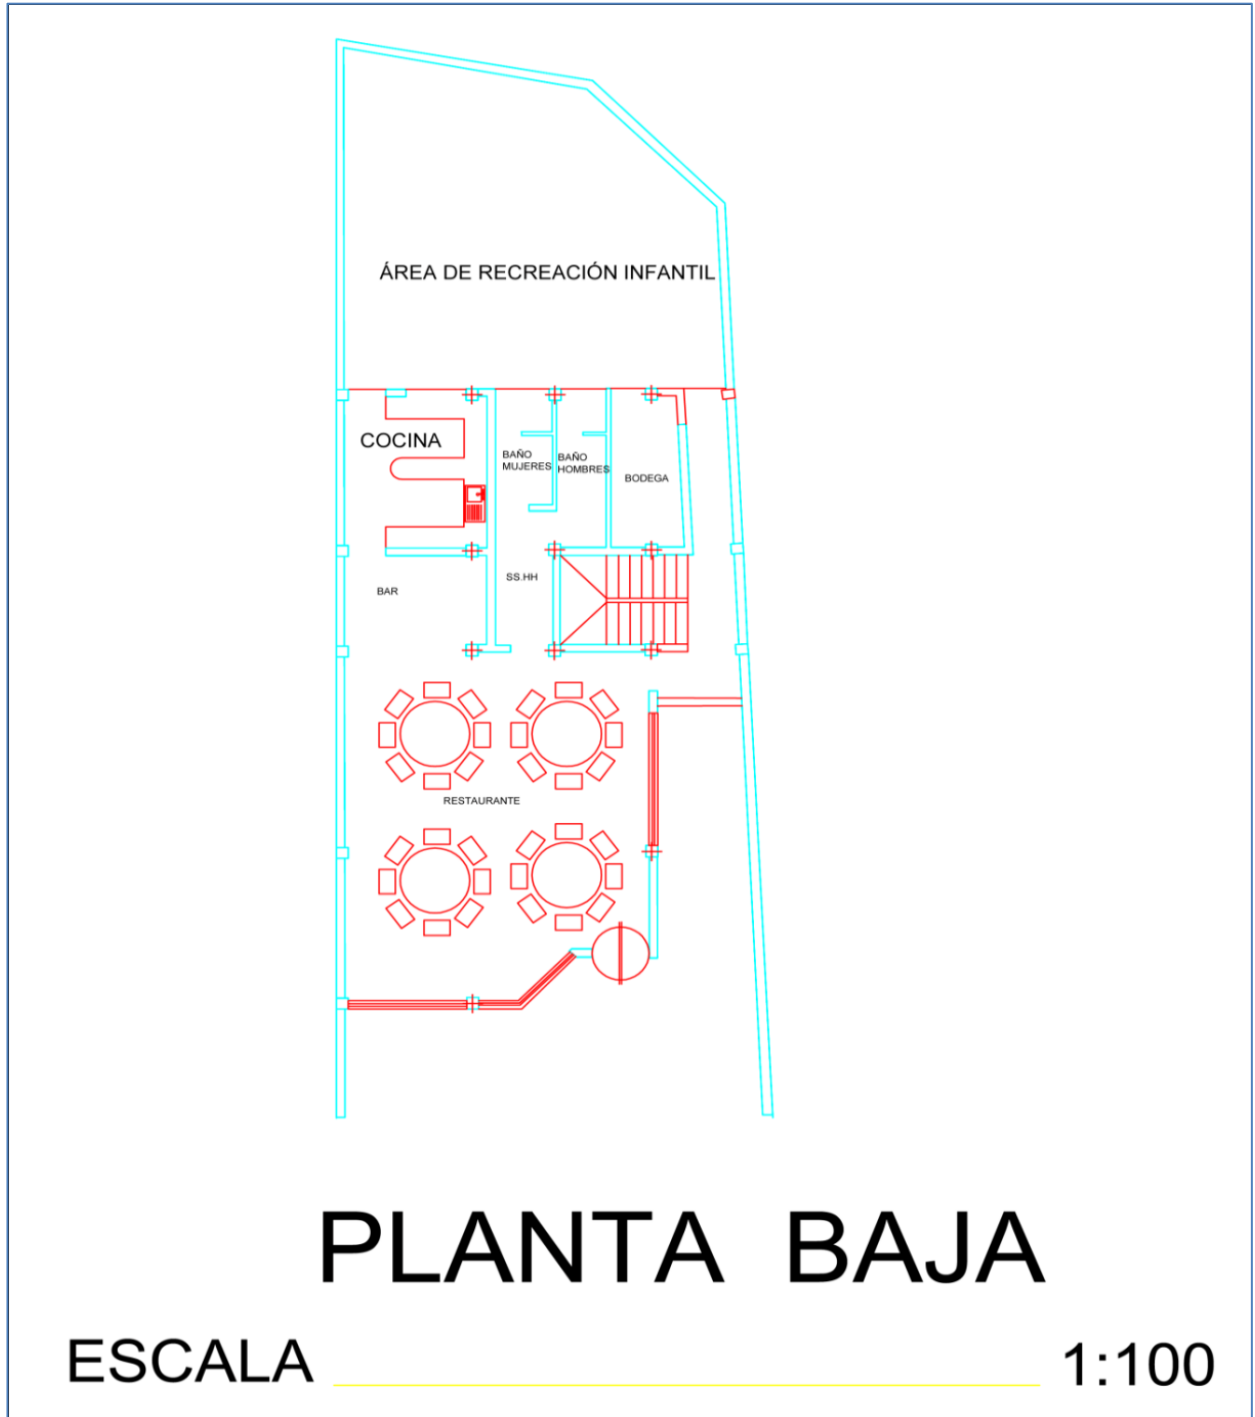 ÁREA DE RECREACIÓN INFANTIL
COCINA
BAÑO
MUJERES
BAÑO
HOMBRES
BODEGA
SS.HH
BAR
RESTAURANTE
PLANTA BAJA
ESCALA 1:100